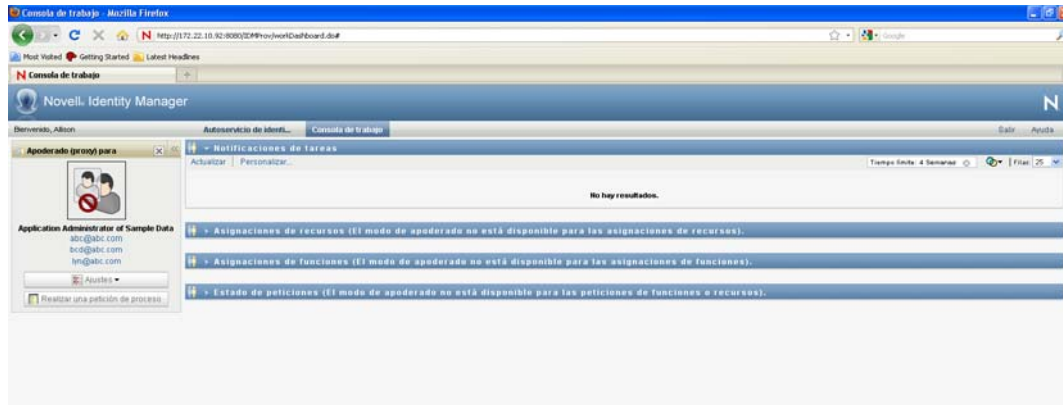 Consola de trabajo - Mozilla Firefox
http://172.22.10.92:8080/IDMProv/workDashboard.do#
Google
Most Visited Getting Started Latest Headlines
Consola de trabajo
Novell® Identity Manager
N
Bienvenido, Allison
Autoservicio de identi... Consola de trabajo
Salir Ayuda
Apoderado (proxy) para
Application Administrator of Sample Data
abc@abc.com
bcd@abc.com
lyn@abc.com
Ajustes
Realizar una petición de proceso
Notificaciones de tareas
Actualizar Personalizar...
Tiempo límite: 4 Semanas Filas: 25
No hay resultados.
Asignaciones de recursos (El modo de apoderado no está disponible para las asignaciones de recursos).
Asignaciones de funciones (El modo de apoderado no está disponible para las asignaciones de funciones).
Estado de peticiones (El modo de apoderado no está disponible para las peticiones de funciones o recursos).